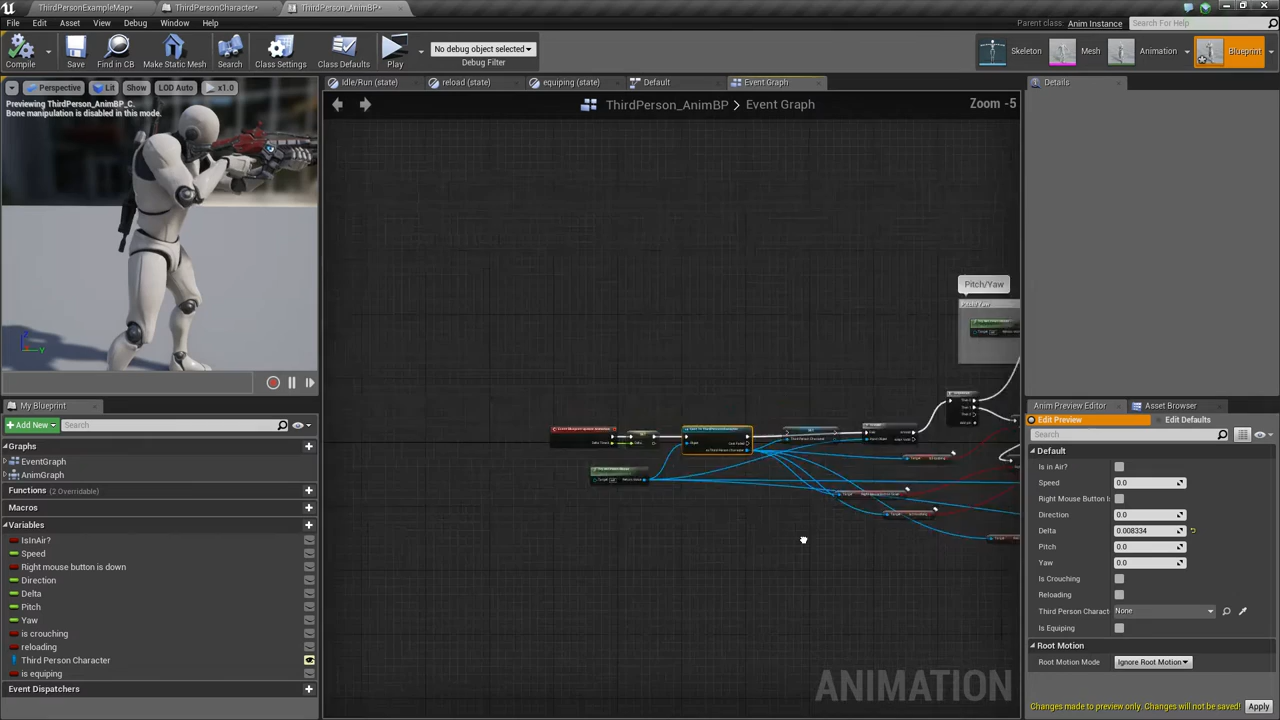 ThirdPersonExampleMap*
ThirdPersonCharacter*
ThirdPerson_AnimBP*
File Edit Asset View Debug Window Help
Parent class: Anim Instance
Search For Help
Compile
Save
Find in CB
Make Static Mesh
Search
Class Settings
Class Defaults
Play
No debug object selected
Debug Filter
Skeleton
Mesh
Animation
Blueprint
Perspective
Lit
Show
LOD Auto
x1.0
Previewing ThirdPerson_AnimBP_C.
Bone manipulation is disabled in this mode.
Idle/Run (state)
reload (state)
equping (state)
Default
Event Graph
ThirdPerson_AnimBP > Event Graph
Zoom -5
Pitch/Yaw
Pitch/Yaw
ANIMATION
My Blueprint
Add New
Search
Graphs
EventGraph
AnimGraph
Functions (2 Overridable)
Macros
Variables
IsInAir?
Speed
Right mouse button is down
Direction
Delta
Pitch
Yaw
is crouching
reloading
Third Person Character
is equiping
Event Dispatchers
Details
Anim Preview Editor
Asset Browser
Edit Preview
Edit Defaults
Search
Default
Is in Air?
Speed 0.0
Right Mouse Button I
Direction 0.0
Delta 0.008334
Pitch 0.0
Yaw 0.0
Is Crouching
Reloading
Third Person Charact None
Is Equiping
Root Motion
Root Motion Mode Ignore Root Motion
Changes made to preview only. Changes will not be saved!
Apply